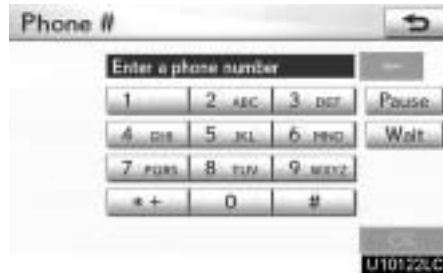 Phone #
Enter a phone number
1 2 ABC 3 DEF Pause
4 GHI 5 JKL 6 MNO Wait
7 PQRS 8 TUV 9 WXYZ
* + 0 #
OK
U10122LC